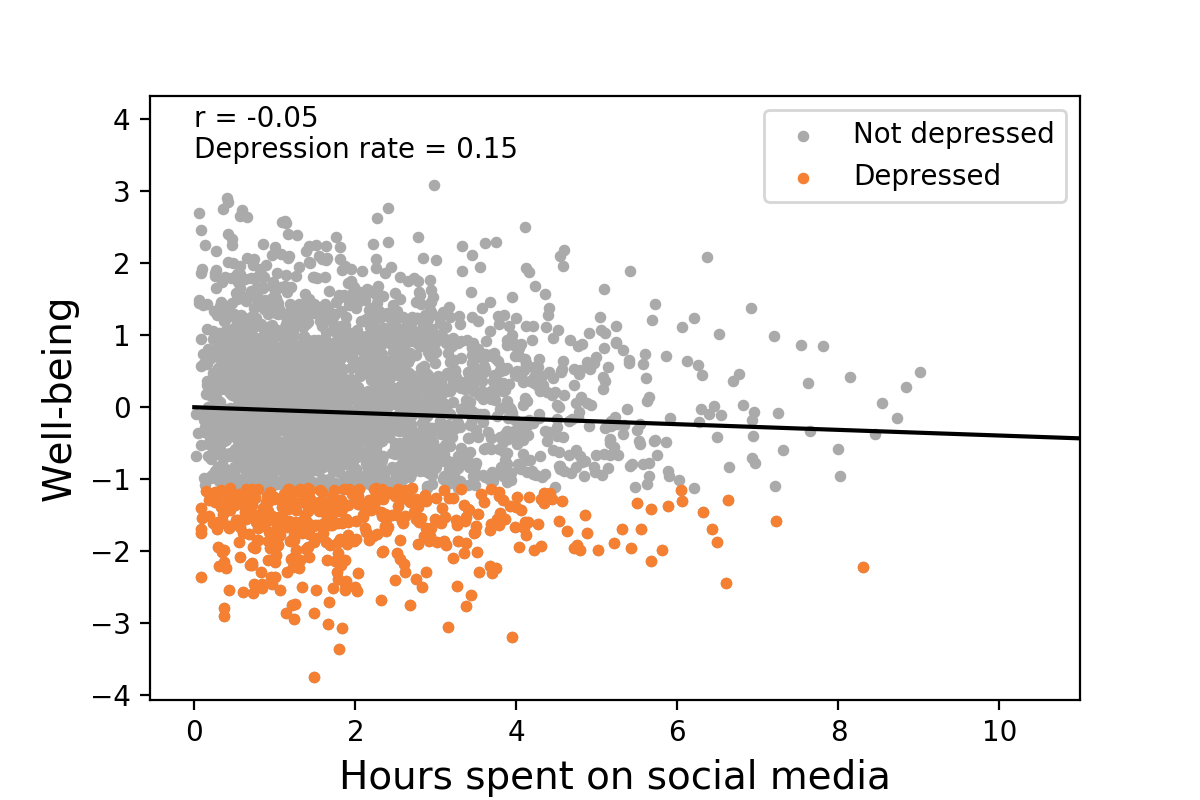 r = -0.05
Depression rate = 0.15
Not depressed
Depressed
4
3
2
1
0
−1
−2
−3
−4
Well-being
0 2 4 6 8 10
Hours spent on social media